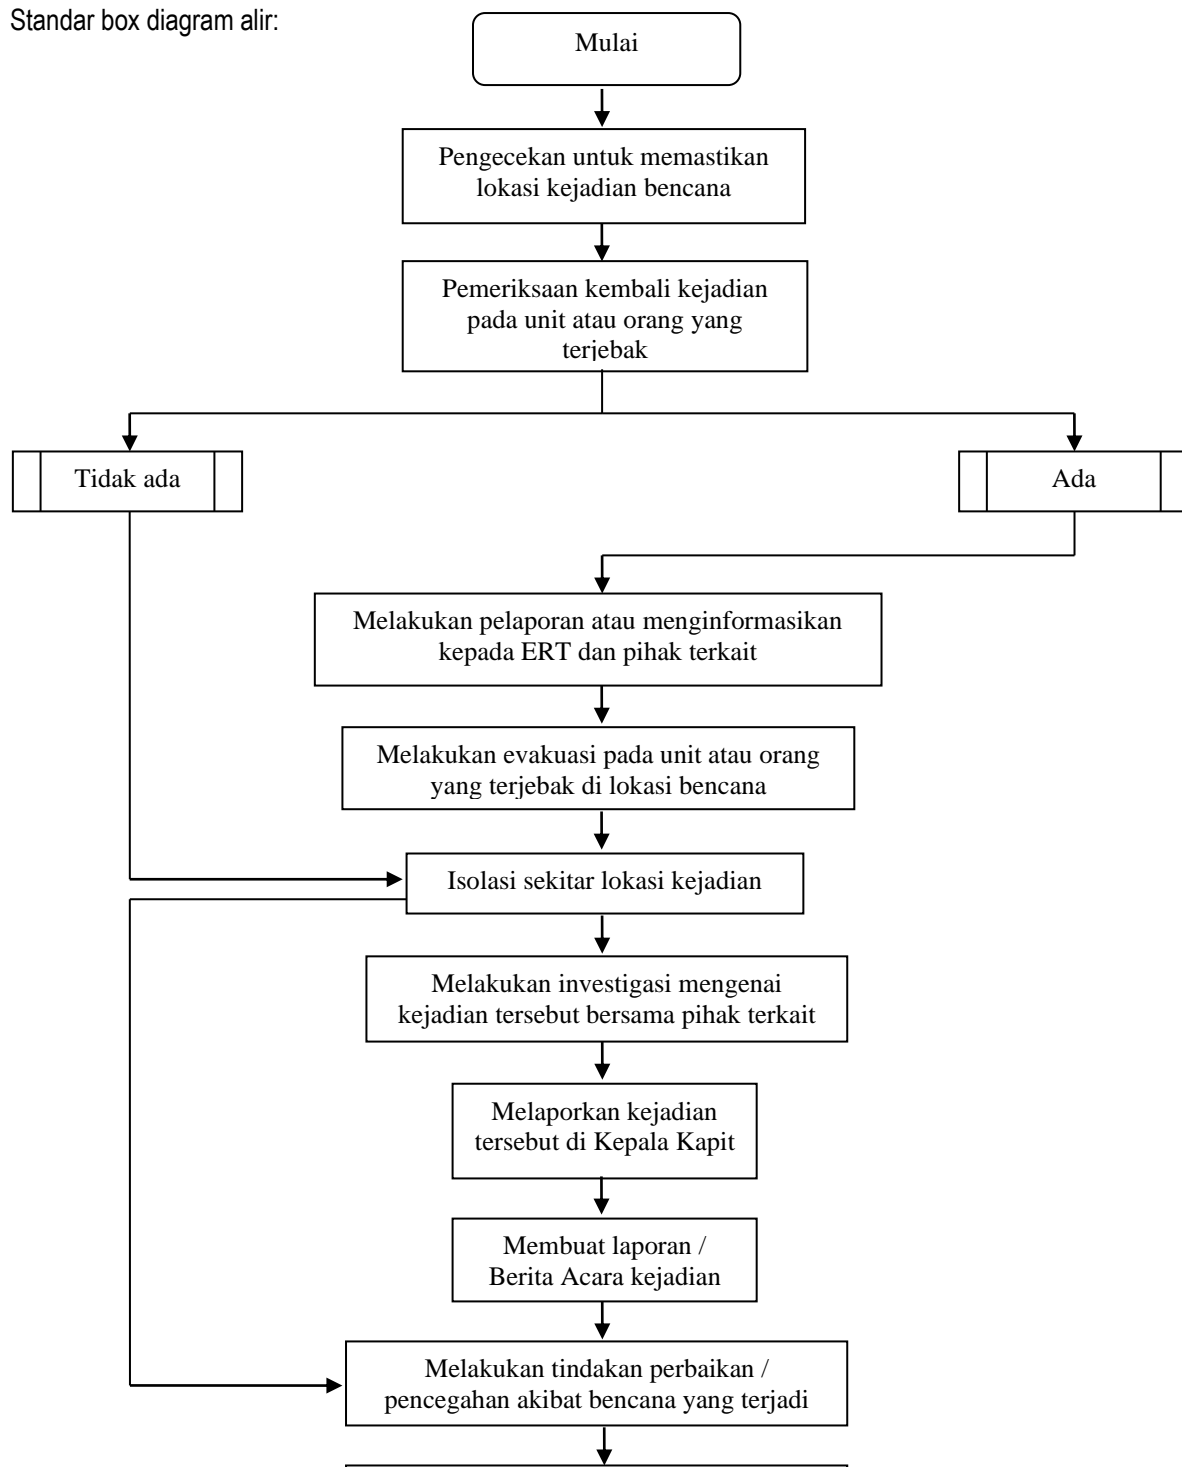 Standar box diagram alir:
Mulai
Pengecekan untuk memastikan
lokasi kejadian bencana
Pemeriksaan kembali kejadian
pada unit atau orang yang
terjebak
Tidak ada
Ada
Melakukan pelaporan atau menginformasikan
kepada ERT dan pihak terkait
Melakukan evakuasi pada unit atau orang
yang terjebak di lokasi bencana
Isolasi sekitar lokasi kejadian
Melakukan investigasi mengenai
kejadian tersebut bersama pihak terkait
Melaporkan kejadian
tersebut di Kepala Kapit
Membuat laporan /
Berita Acara kejadian
Melakukan tindakan perbaikan /
pencegahan akibat bencana yang terjadi